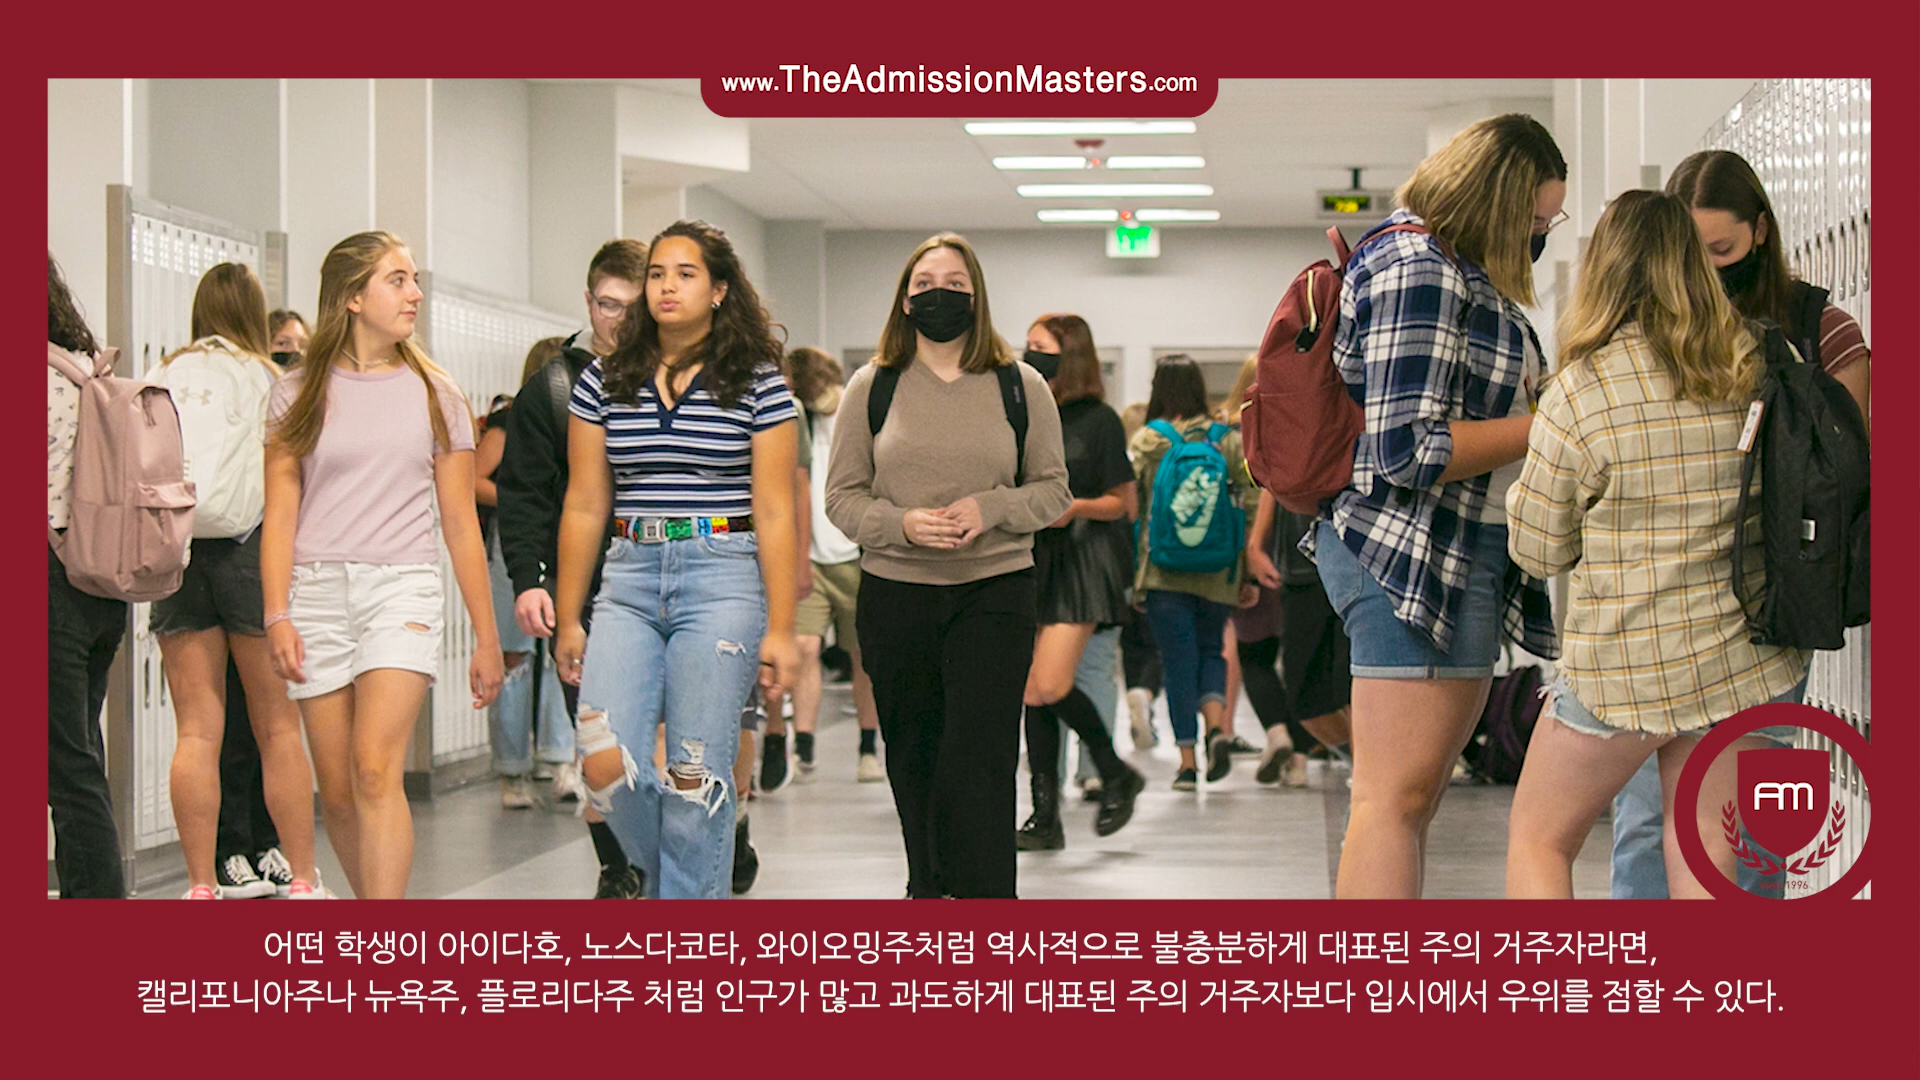 www.TheAdmissionMasters.com
AM
1996
어떤 학생이 아이다호, 노스다코타, 와이오밍주처럼 역사적으로 불충분하게 대표된 주의 거주자라면,
캘리포니아주나 뉴욕주, 플로리다주 처럼 인구가 많고 과도하게 대표된 주의 거주자보다 입시에서 우위를 점할 수 있다.